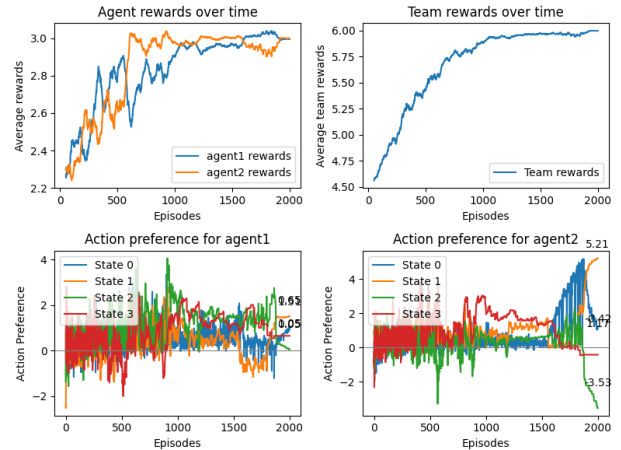 Agent rewards over time
Average rewards
3.0
2.8
2.6
2.4
2.2
agent1 rewards
agent2 rewards
0 500 1000 1500 2000
Episodes
Team rewards over time
Average team rewards
6.00
5.75
5.50
5.25
5.00
4.75
4.50
Team rewards
0 500 1000 1500 2000
Episodes
Action preference for agent1
Action Preference
4
2
0
−2
State 0
State 1
State 2
State 3
0.05
0 500 1000 1500 2000
Episodes
Action preference for agent2
Action Preference
4
2
0
−2
State 0
State 1
State 2
State 3
5.21
-0.42
1.17
-3.53
0 500 1000 1500 2000
Episodes